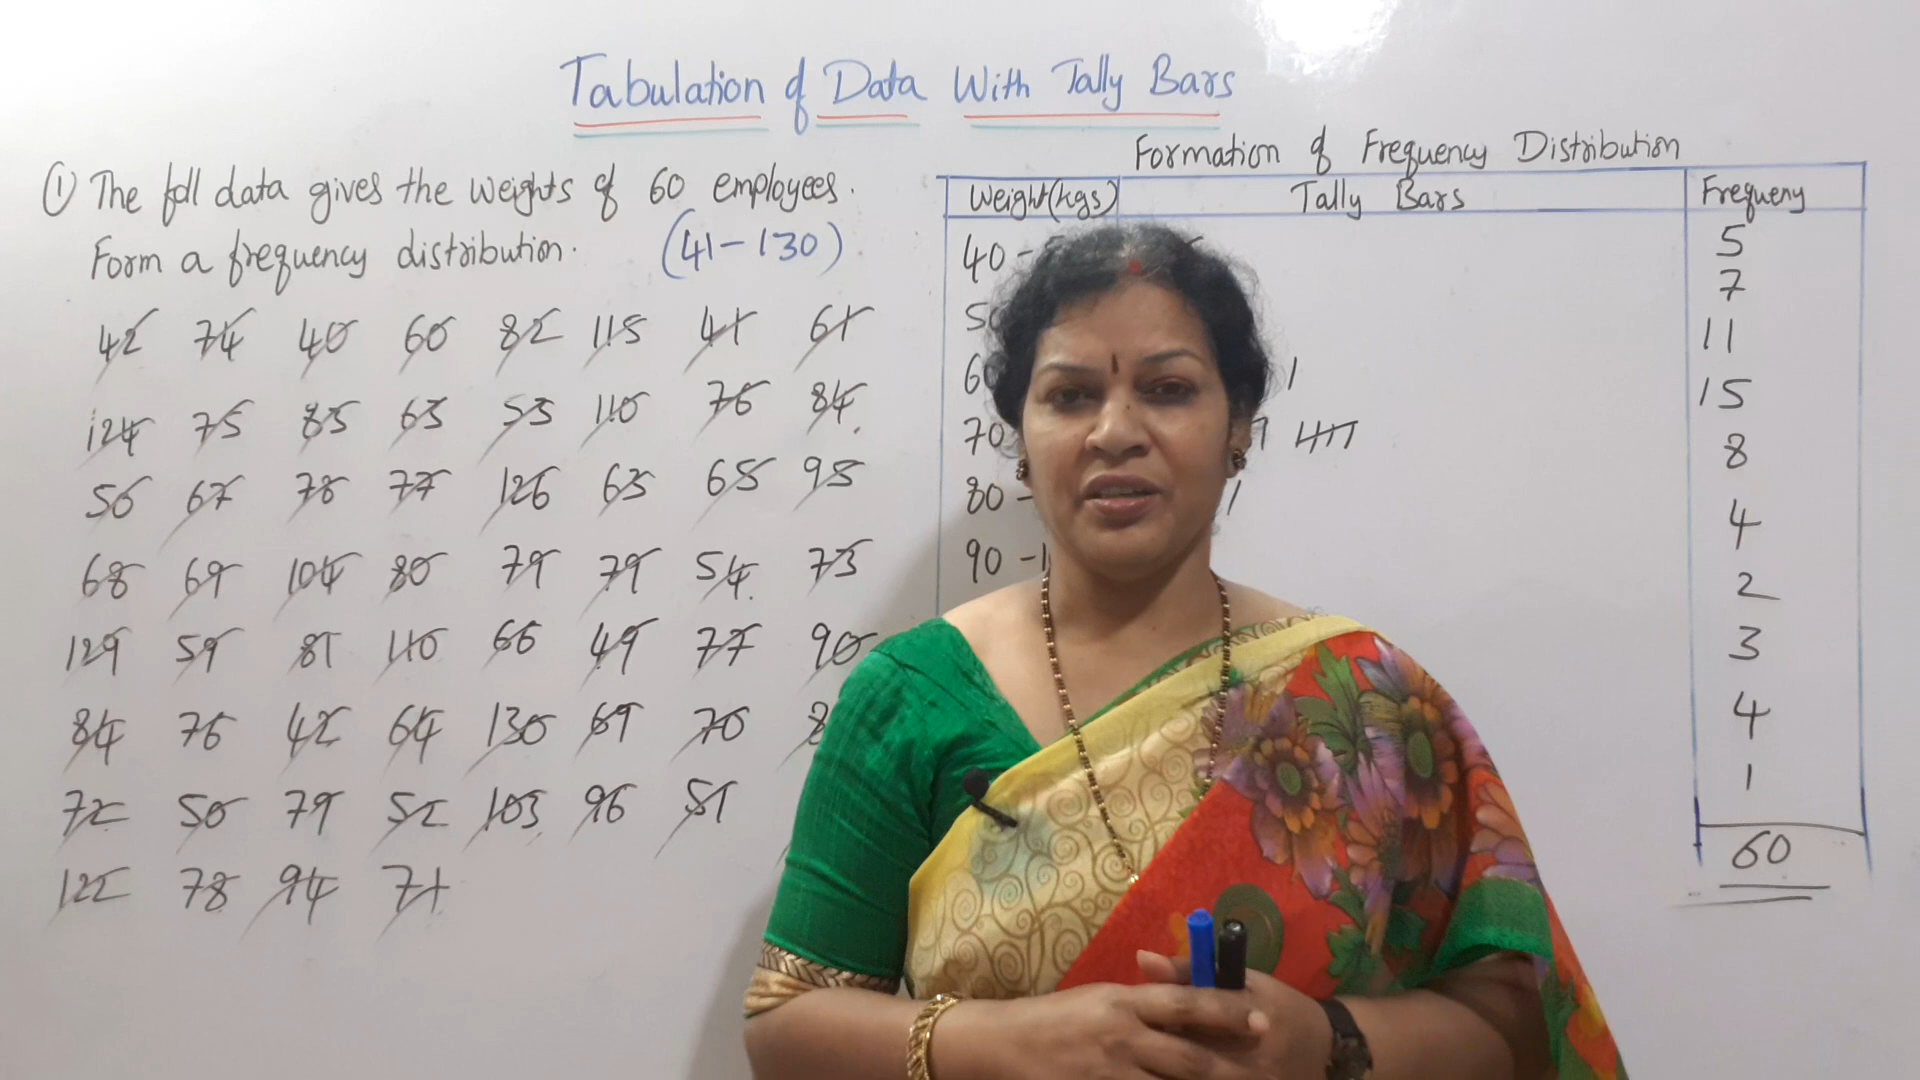 Tabulation of Data With Tally Bars
① The foll data gives the weights of 60 employees.
Form a frequency distribution. (41-130)
42 74 40 60 82 115 41 61
124 75 83 63 53 110 76 84
50 67 78 77 126 63 65 95
68 69 104 80 79 79 54 73
129 59 81 110 66 49 77 90
84 76 42 64 130 69 70
72 50 79 52 103 96 51
122 78 94 71
Formation of Frequency Distribution
Weight(kgs) Tally Bars Frequeny
40 - 5
7
11
70 15
80 - 8
90 - 4
2
3
4
1
60